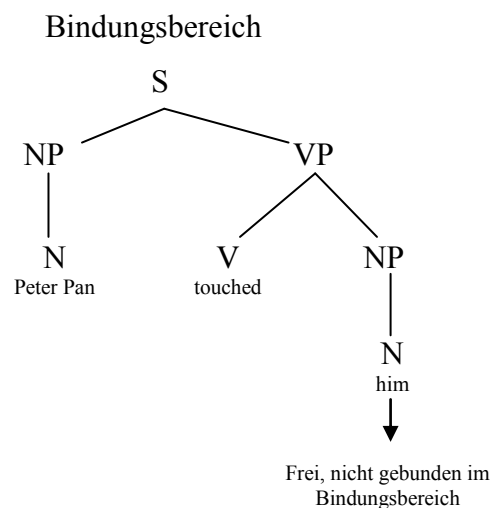 Bindungsbereich
S
NP VP
N V NP
Peter Pan touched
N
him
Frei, nicht gebunden im
Bindungsbereich